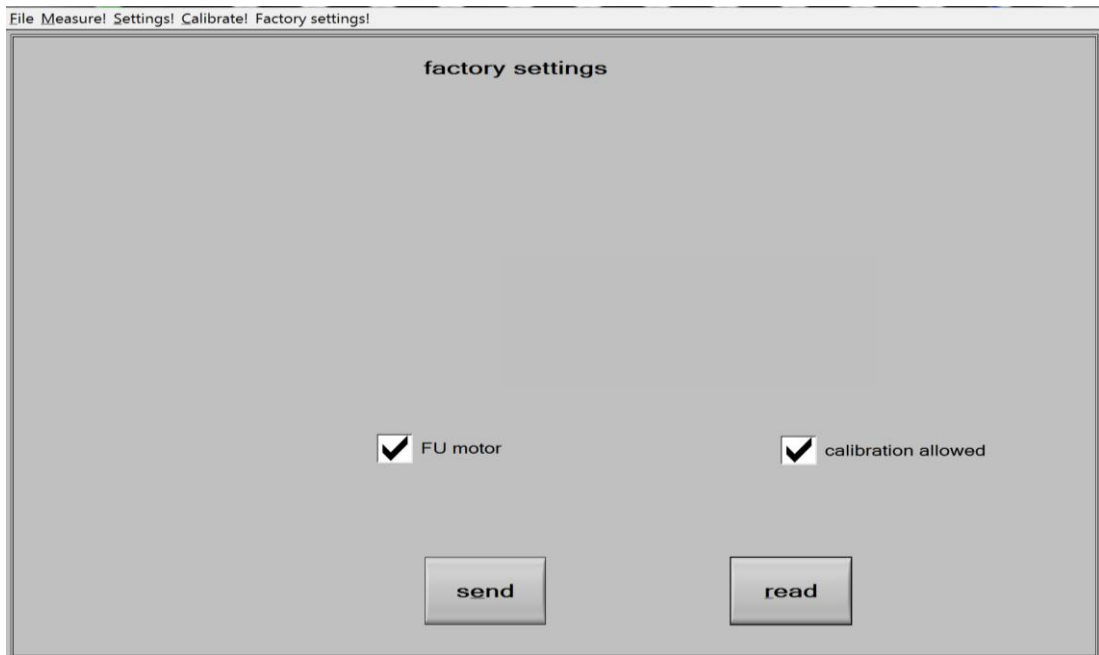 File Measure! Settings! Calibrate! Factory settings!
factory settings
FU motor
calibration allowed
send
read